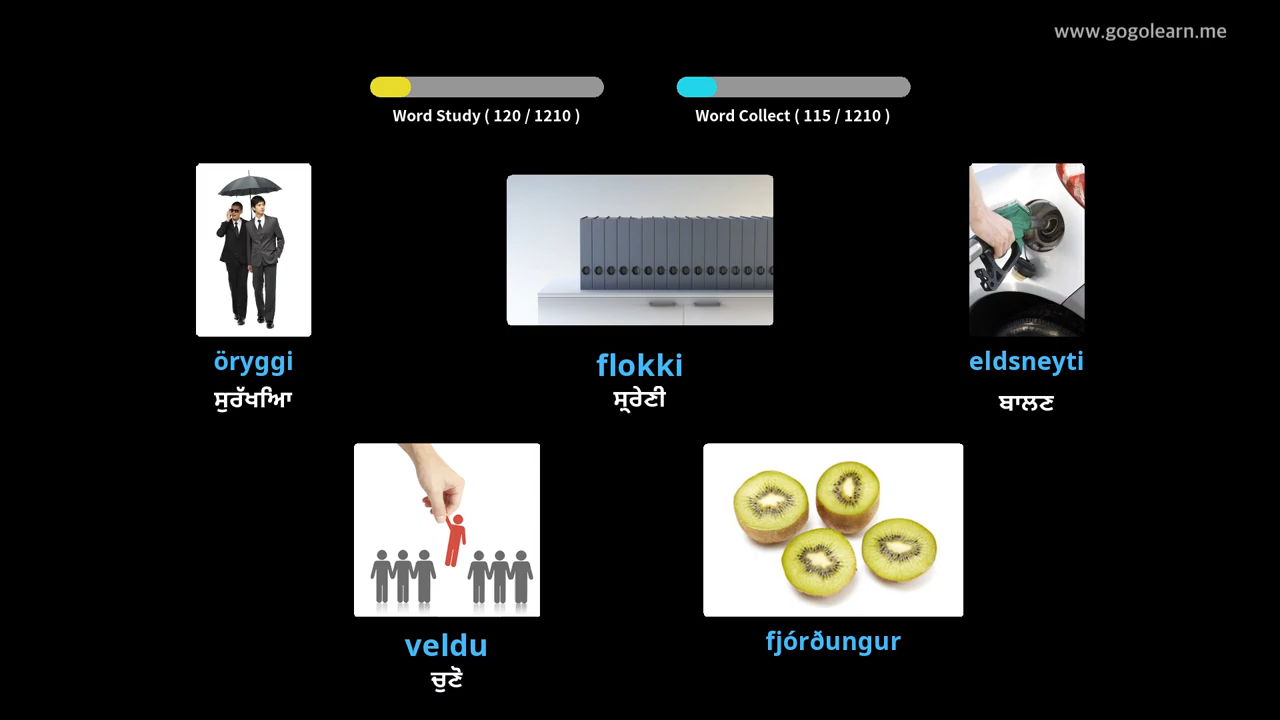 www.gogolearn.me
Word Study ( 120 / 1210 )
Word Collect ( 115 / 1210 )
öryggi
ਸੁਰੱਖਿਆ
flokki
ਸ੍ਰੇਣੀ
eldsneyti
ਬਾਲਣ
veldu
ਚੁਣੋ
fjórðungur